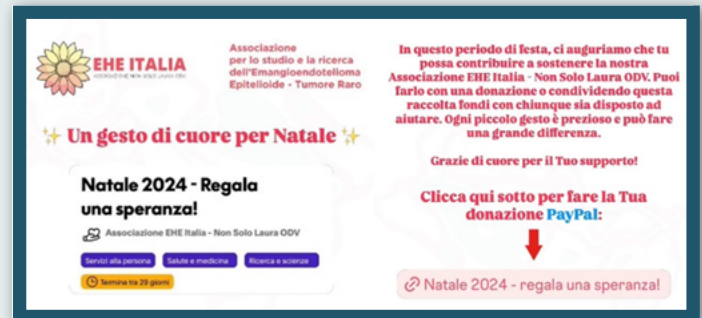 EHE ITALIA
ASSOCIAZIONE NON SOLO LAURA ODV
Associazione
per lo studio e la ricerca
dell'Emangioendotelioma
Epitelioide - Tumore Raro
✨ Un gesto di cuore per Natale ✨
Natale 2024 - Regala
una speranza!
Associazione EHE Italia - Non Solo Laura ODV
Servizi alla persona
Salute e medicina
Ricerca e scienze
Termina tra 29 giorni
In questo periodo di festa, ci auguriamo che tu
possa contribuire a sostenere la nostra
Associazione EHE Italia - Non Solo Laura ODV. Puoi
farlo con una donazione o condividendo questa
raccolta fondi con chiunque sia disposto ad
aiutare. Ogni piccolo gesto è prezioso e può fare
una grande differenza.
Grazie di cuore per il Tuo supporto!
Clicca qui sotto per fare la Tua
donazione PayPal:
Natale 2024 - regala una speranza!